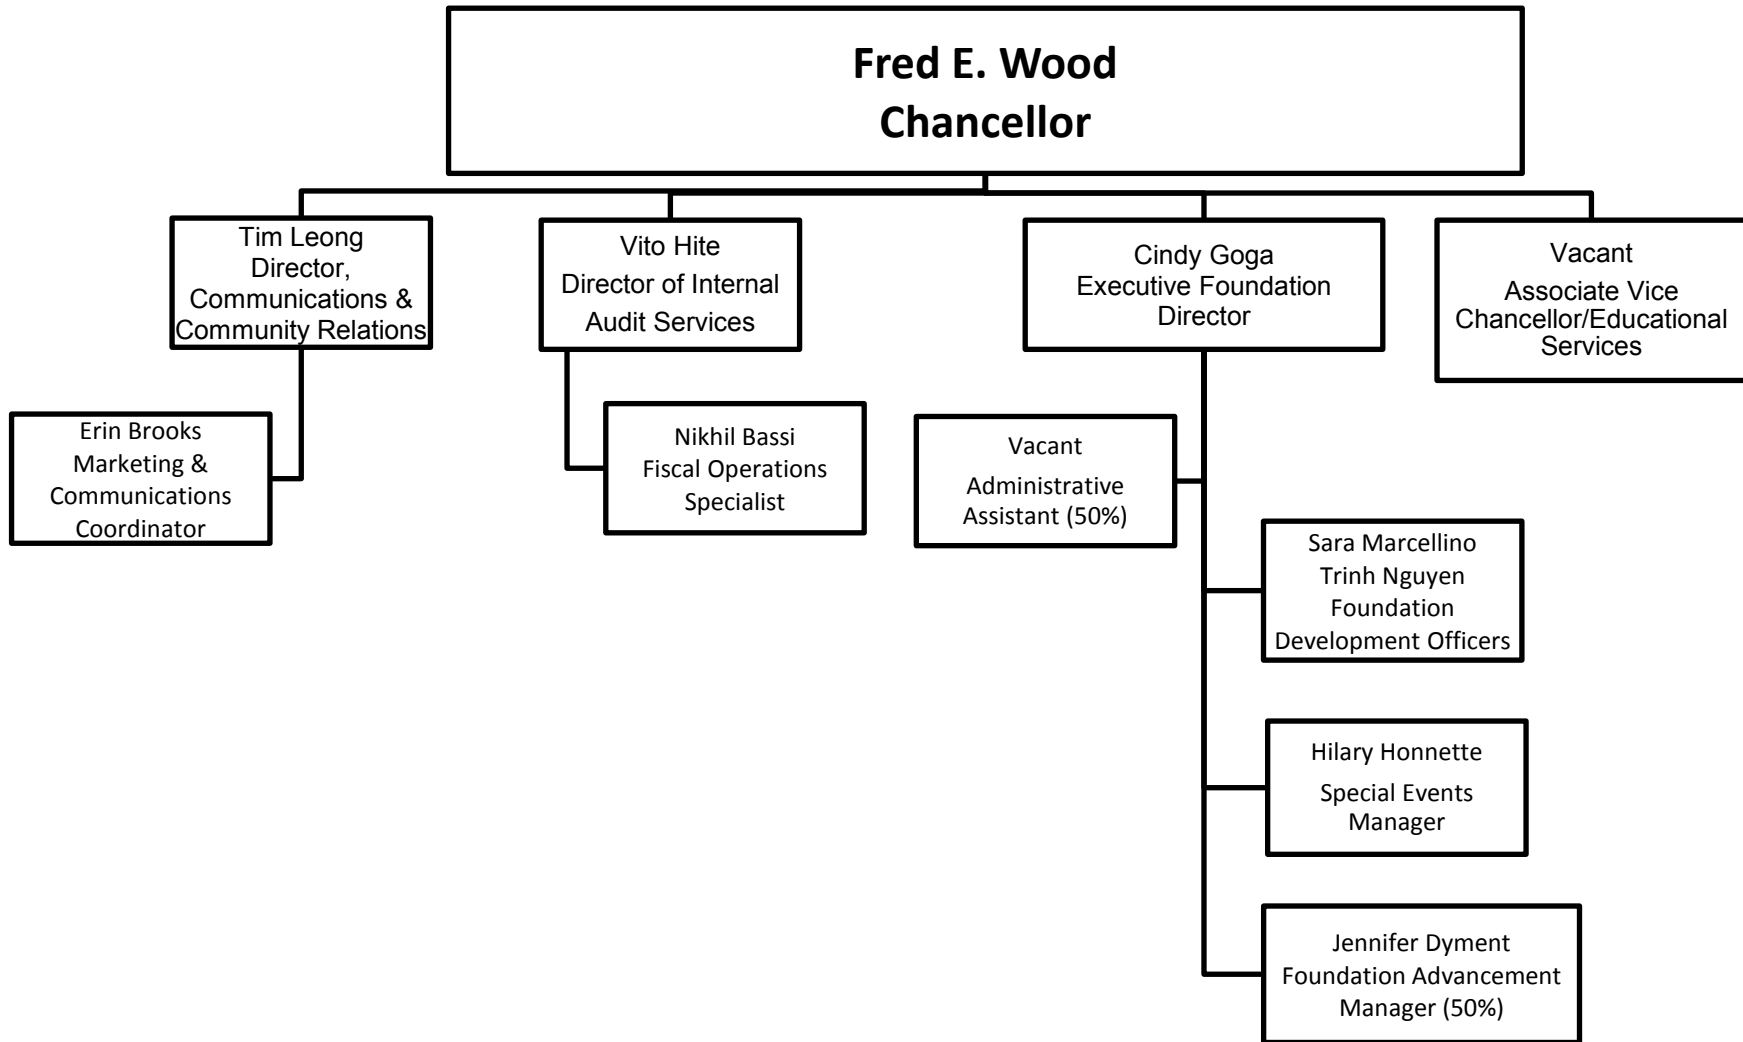 Fred E. Wood
Chancellor
Tim Leong
Director,
Communications &
Community Relations
Vito Hite
Director of Internal
Audit Services
Cindy Goga
Executive Foundation
Director
Vacant
Associate Vice
Chancellor/Educational
Services
Erin Brooks
Marketing &
Communications
Coordinator
Nikhil Bassi
Fiscal Operations
Specialist
Vacant
Administrative
Assistant (50%)
Sara Marcellino
Trinh Nguyen
Foundation
Development Officers
Hilary Honnette
Special Events
Manager
Jennifer Dyment
Foundation Advancement
Manager (50%)